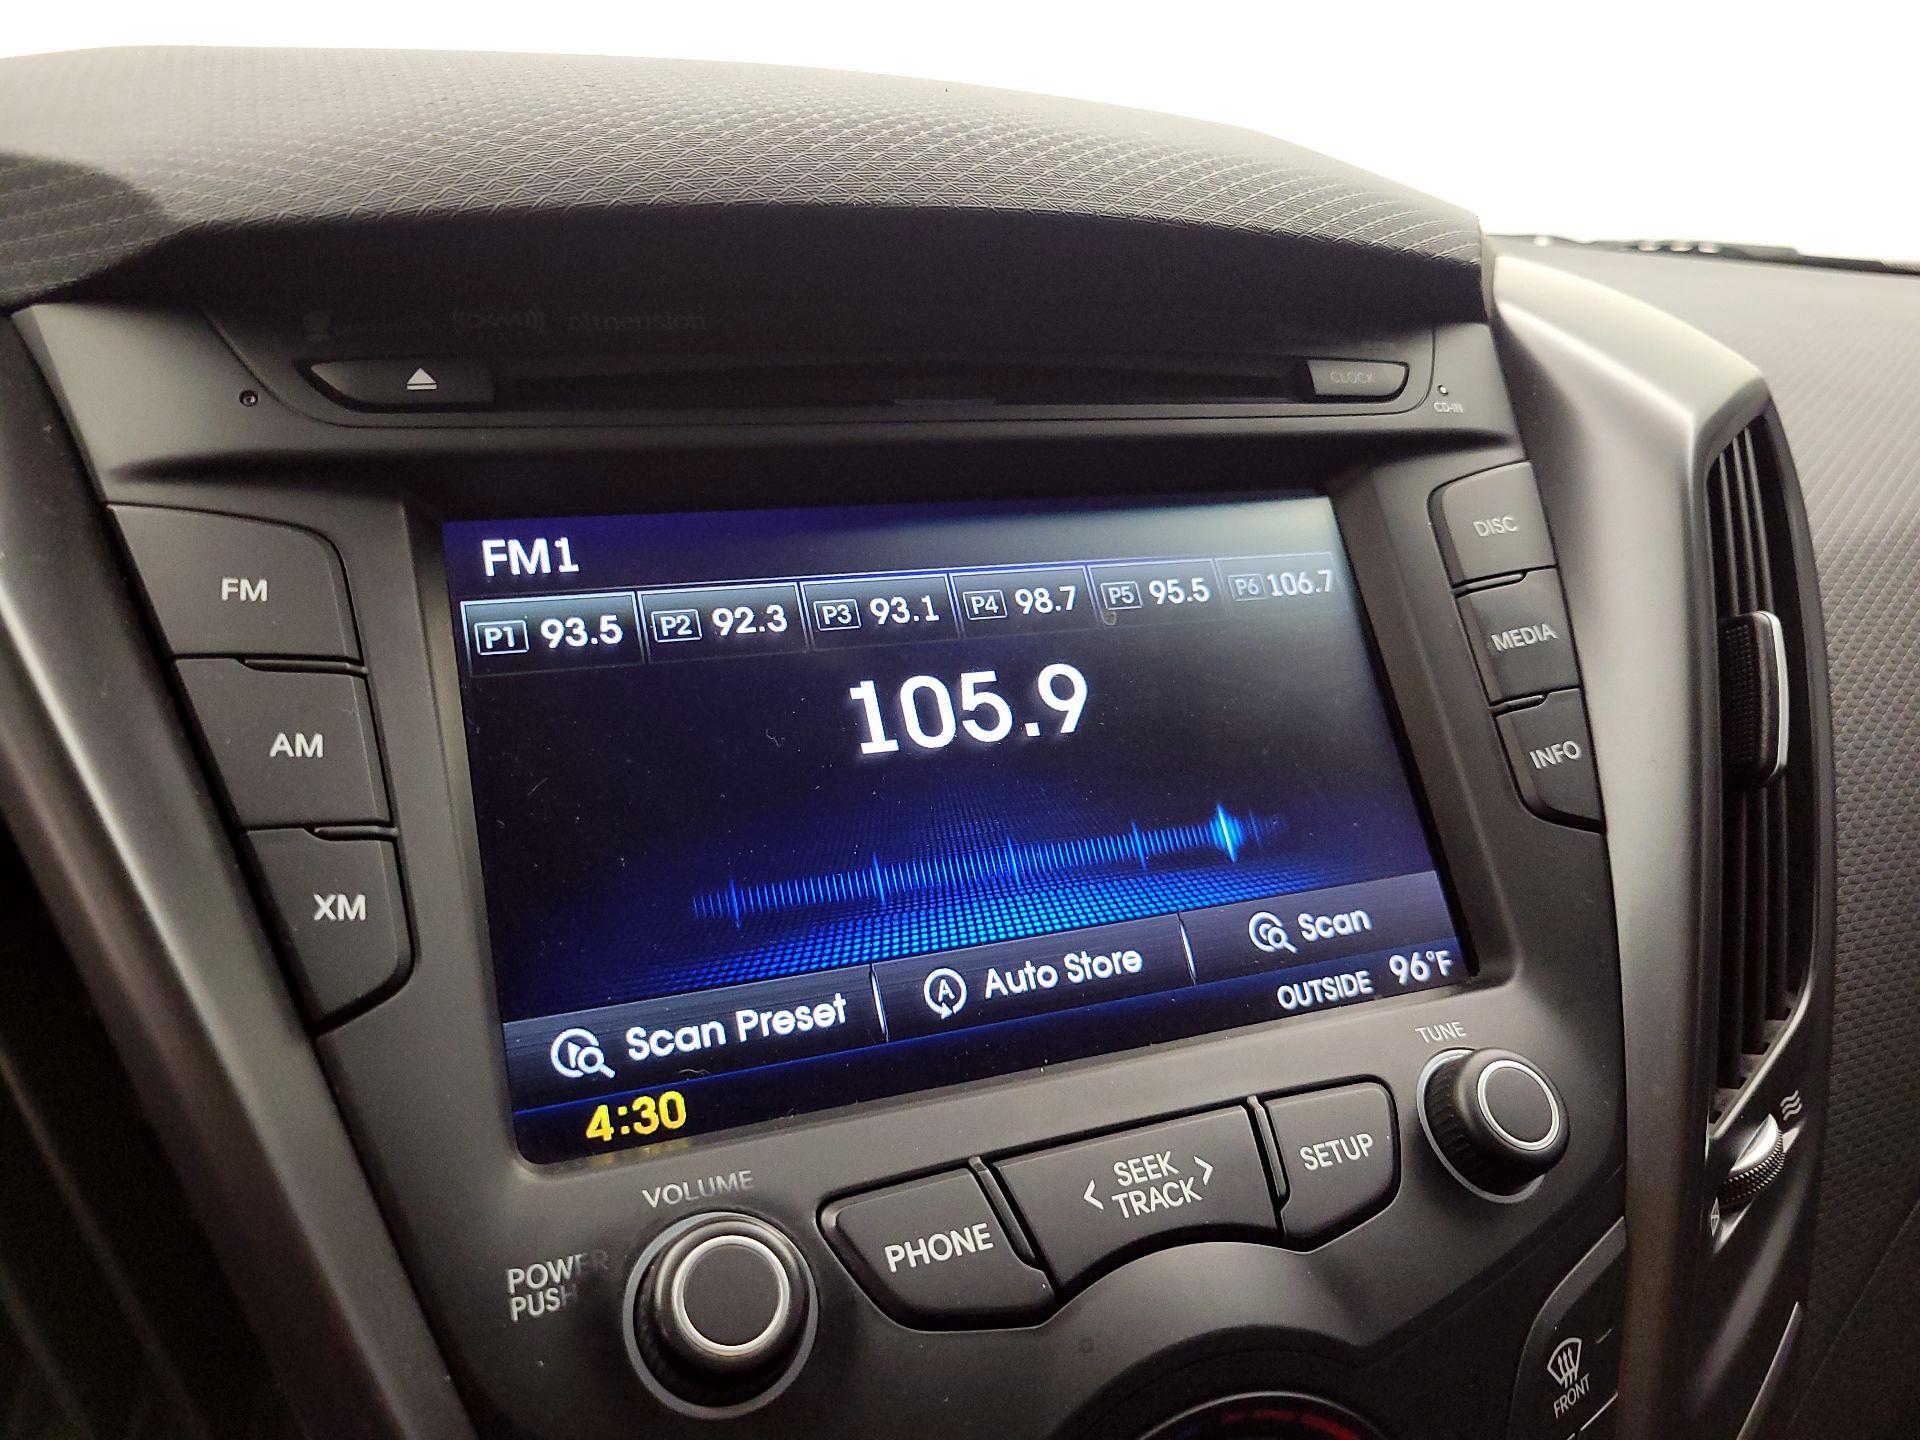 dimension
CLOCK
CD-IN
FM
AM
XM
FM1
P1 93.5 P2 92.3 P3 93.1 P4 98.7 P5 95.5 P6 106.7
105.9
Scan Preset Auto Store Scan
4:30 OUTSIDE 96°F
DISC
MEDIA
INFO
TUNE
VOLUME
POWER
PUSH
PHONE
< SEEK >
TRACK
SETUP
FRONT